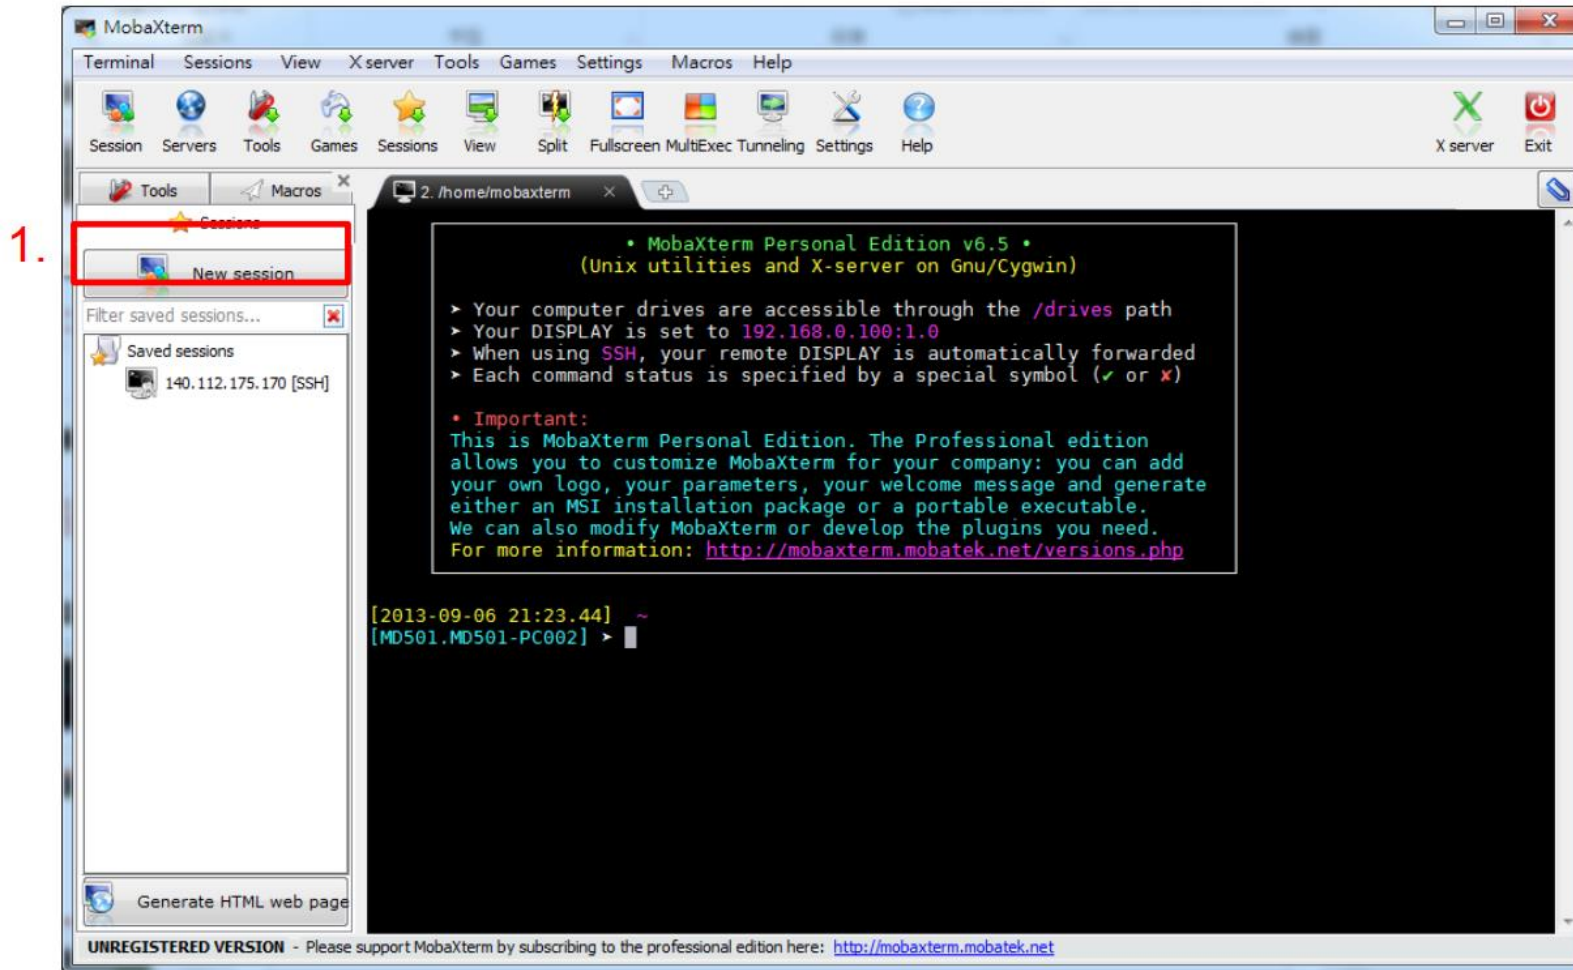 MobaXterm
Terminal Sessions View X server Tools Games Settings Macros Help
Session Servers Tools Games Sessions View Split Fullscreen MultiExec Tunneling Settings Help X server Exit
Tools Macros
2. /home/mobaxterm
Sessions
1.
New session
Filter saved sessions...
Saved sessions
140.112.175.170 [SSH]
• MobaXterm Personal Edition v6.5 •
(Unix utilities and X-server on Gnu/Cygwin)
➤ Your computer drives are accessible through the /drives path
➤ Your DISPLAY is set to 192.168.0.100:1.0
➤ When using SSH, your remote DISPLAY is automatically forwarded
➤ Each command status is specified by a special symbol (✔ or ✘)
• Important:
This is MobaXterm Personal Edition. The Professional edition
allows you to customize MobaXterm for your company: you can add
your own logo, your parameters, your welcome message and generate
either an MSI installation package or a portable executable.
We can also modify MobaXterm or develop the plugins you need.
For more information: http://mobaxterm.mobatek.net/versions.php
[2013-09-06 21:23.44] ~
[MD501.MD501-PC002] ➤
Generate HTML web page
UNREGISTERED VERSION - Please support MobaXterm by subscribing to the professional edition here: http://mobaxterm.mobatek.net